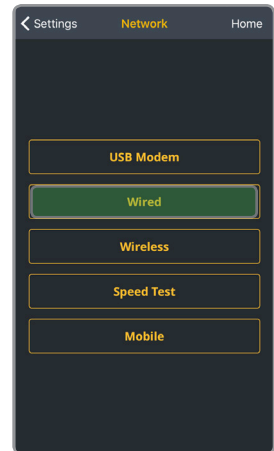 Settings Network Home
USB Modem
Wired
Wireless
Speed Test
Mobile